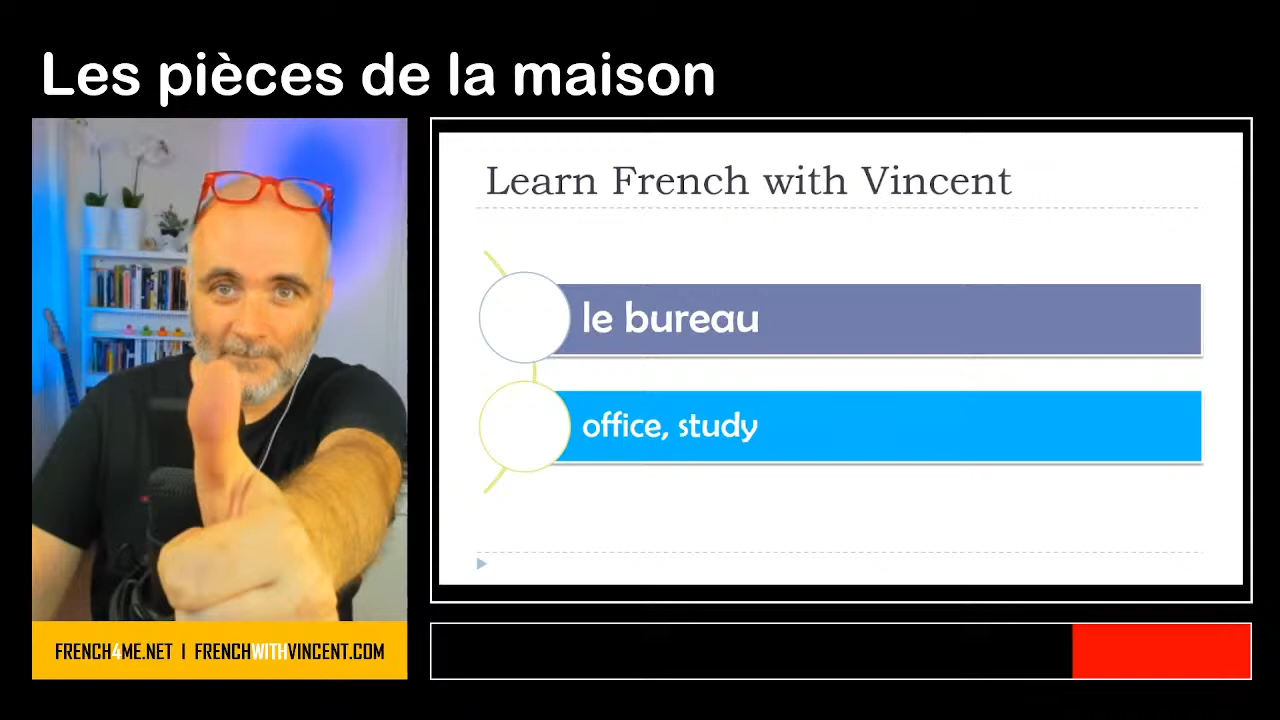 Les pièces de la maison
Learn French with Vincent
le bureau
office, study
FRENCH4ME.NET | FRENCHWITHVINCENT.COM